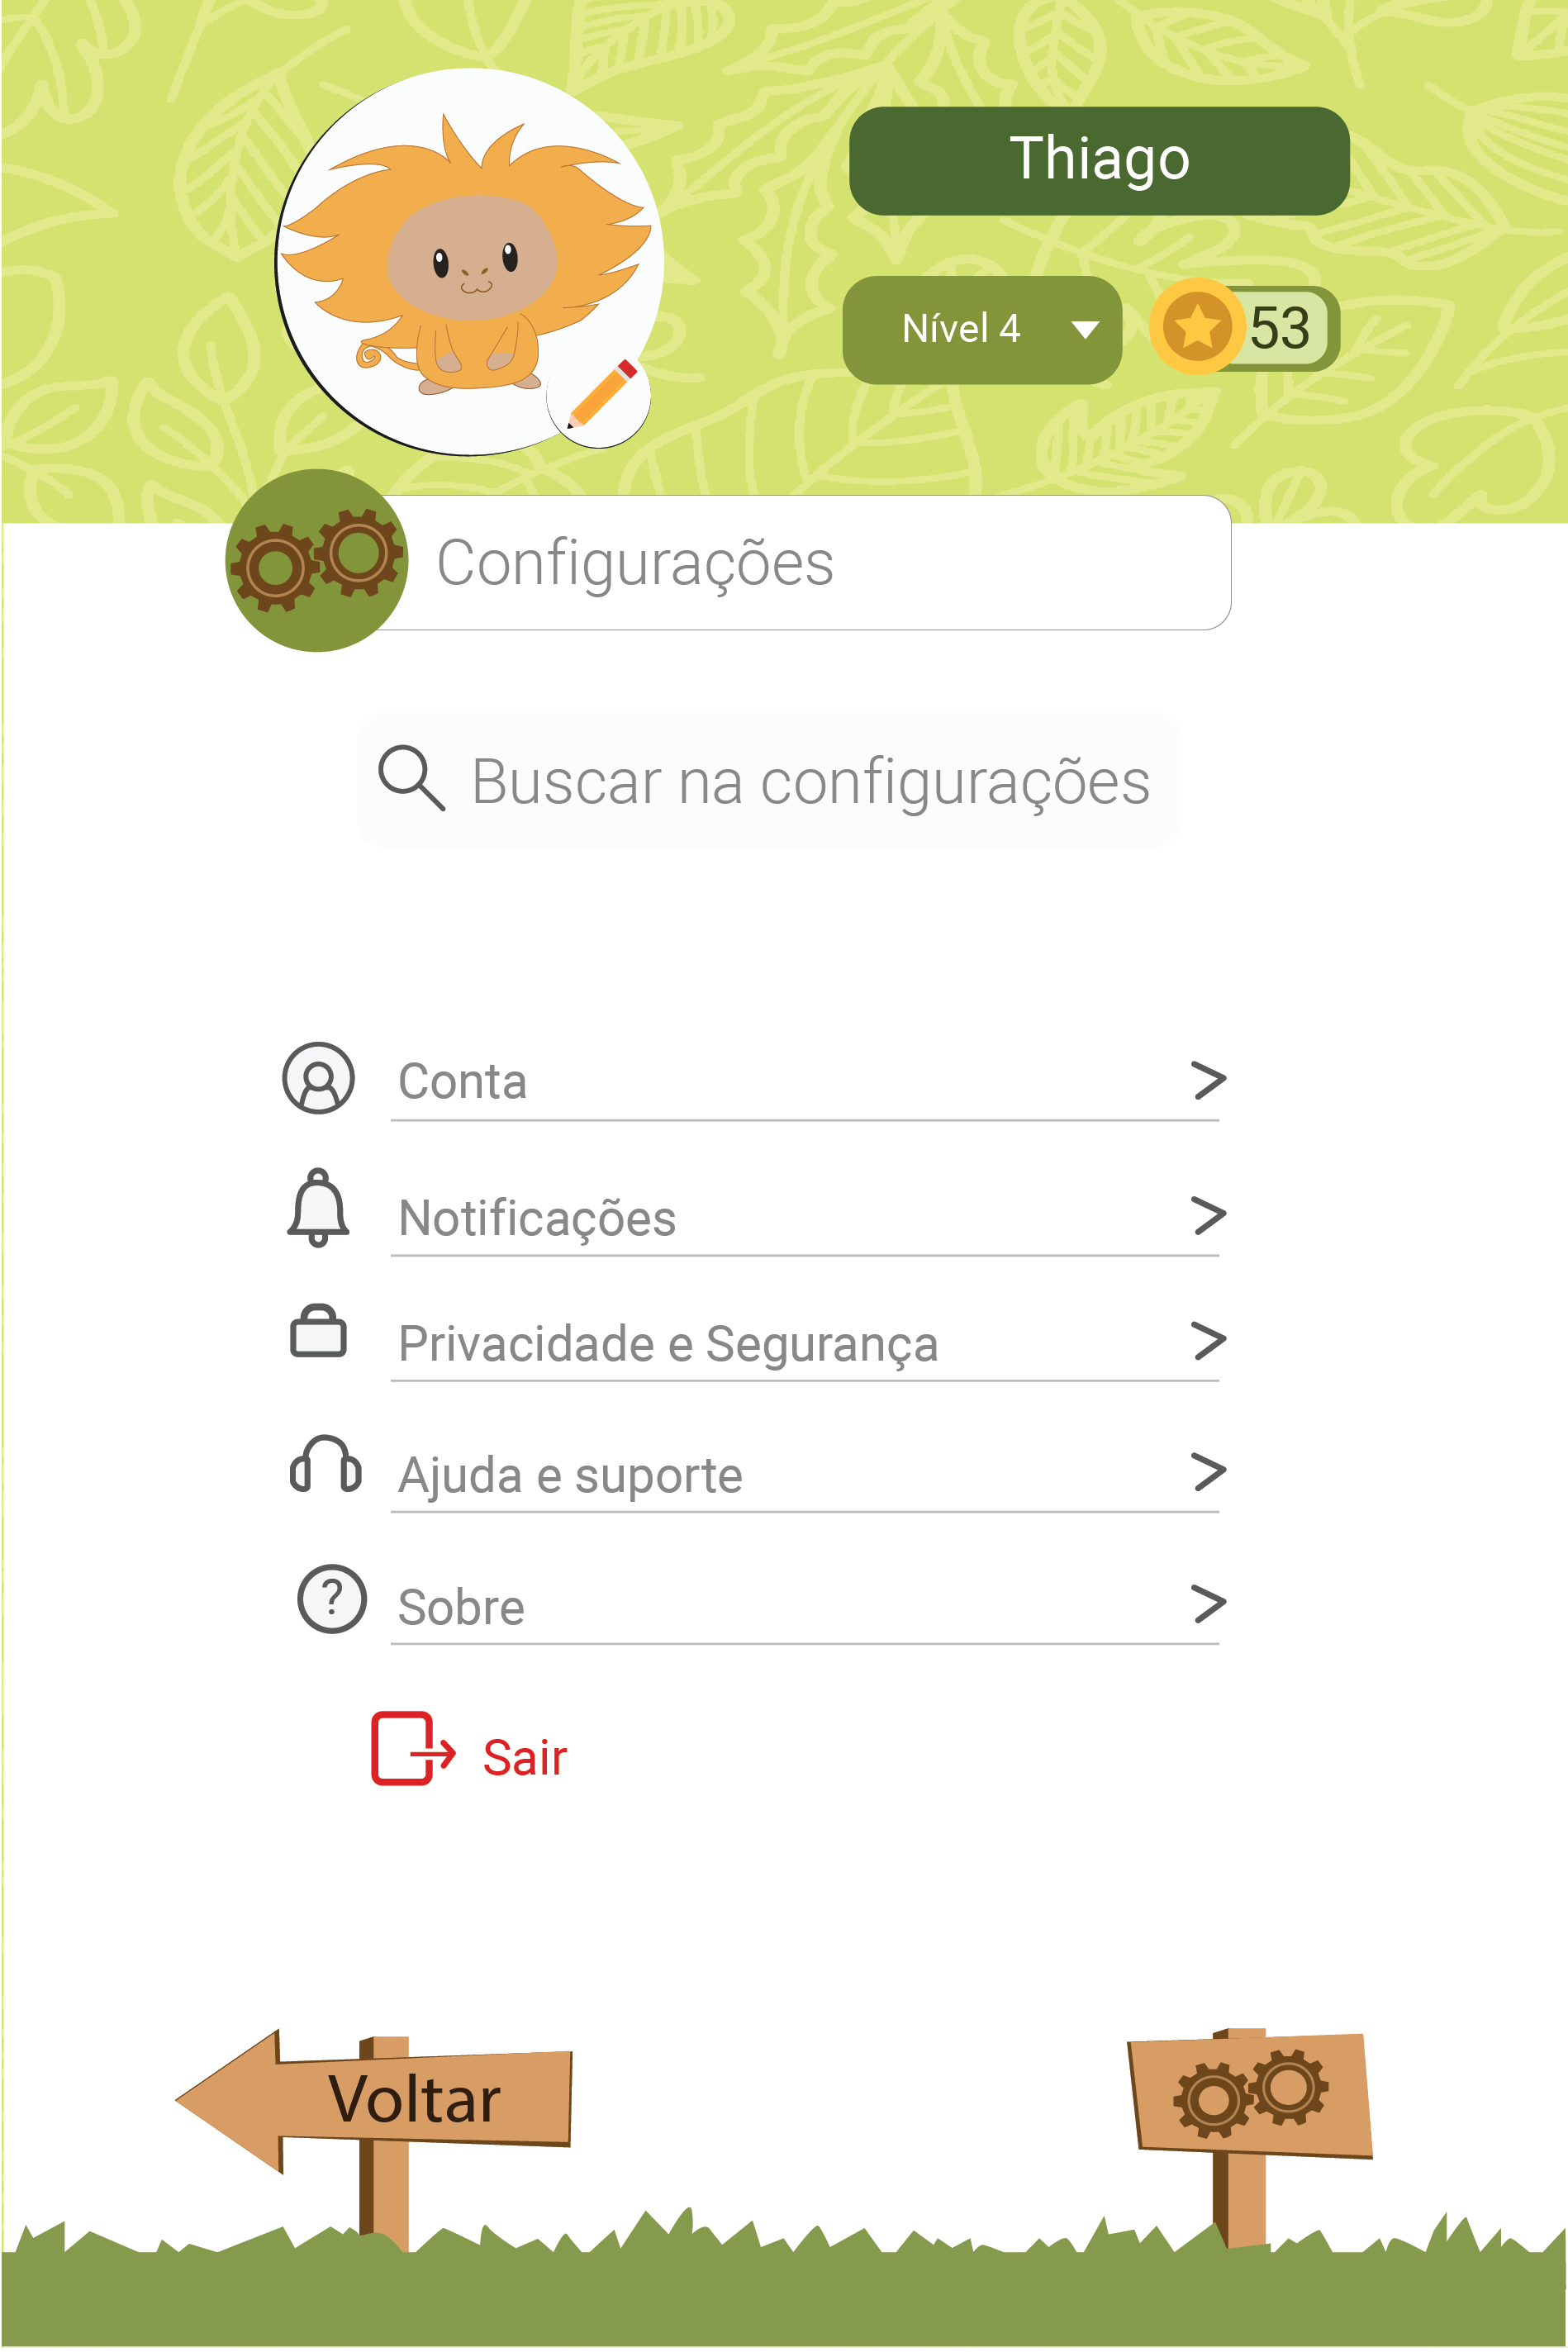 Thiago
Nível 4
53
Configurações
Buscar na configurações
Conta
>
Notificações
>
Privacidade e Segurança
>
Ajuda e suporte
>
?
Sobre
>
Sair
Voltar